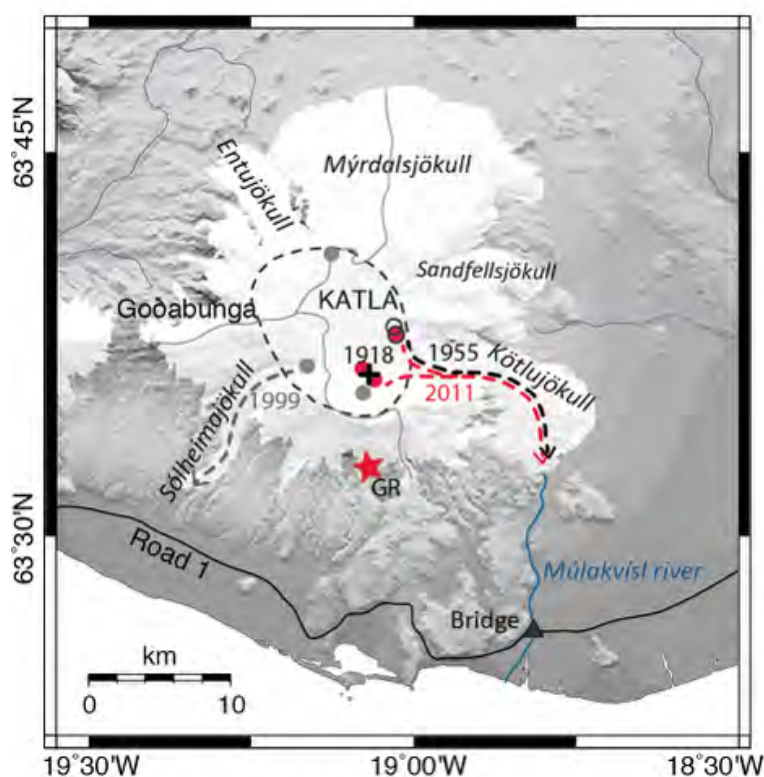 63°45'N
Entujökull
Mýrdalsjökull
Sandfellsjökull
KATLA
Goðabunga
1918
1955
Kötlujökull
1999
2011
Sólheimajökull
GR
63°30'N
Road 1
Múlakvísl river
Bridge
km
0 10
19°30'W 19°00'W 18°30'W